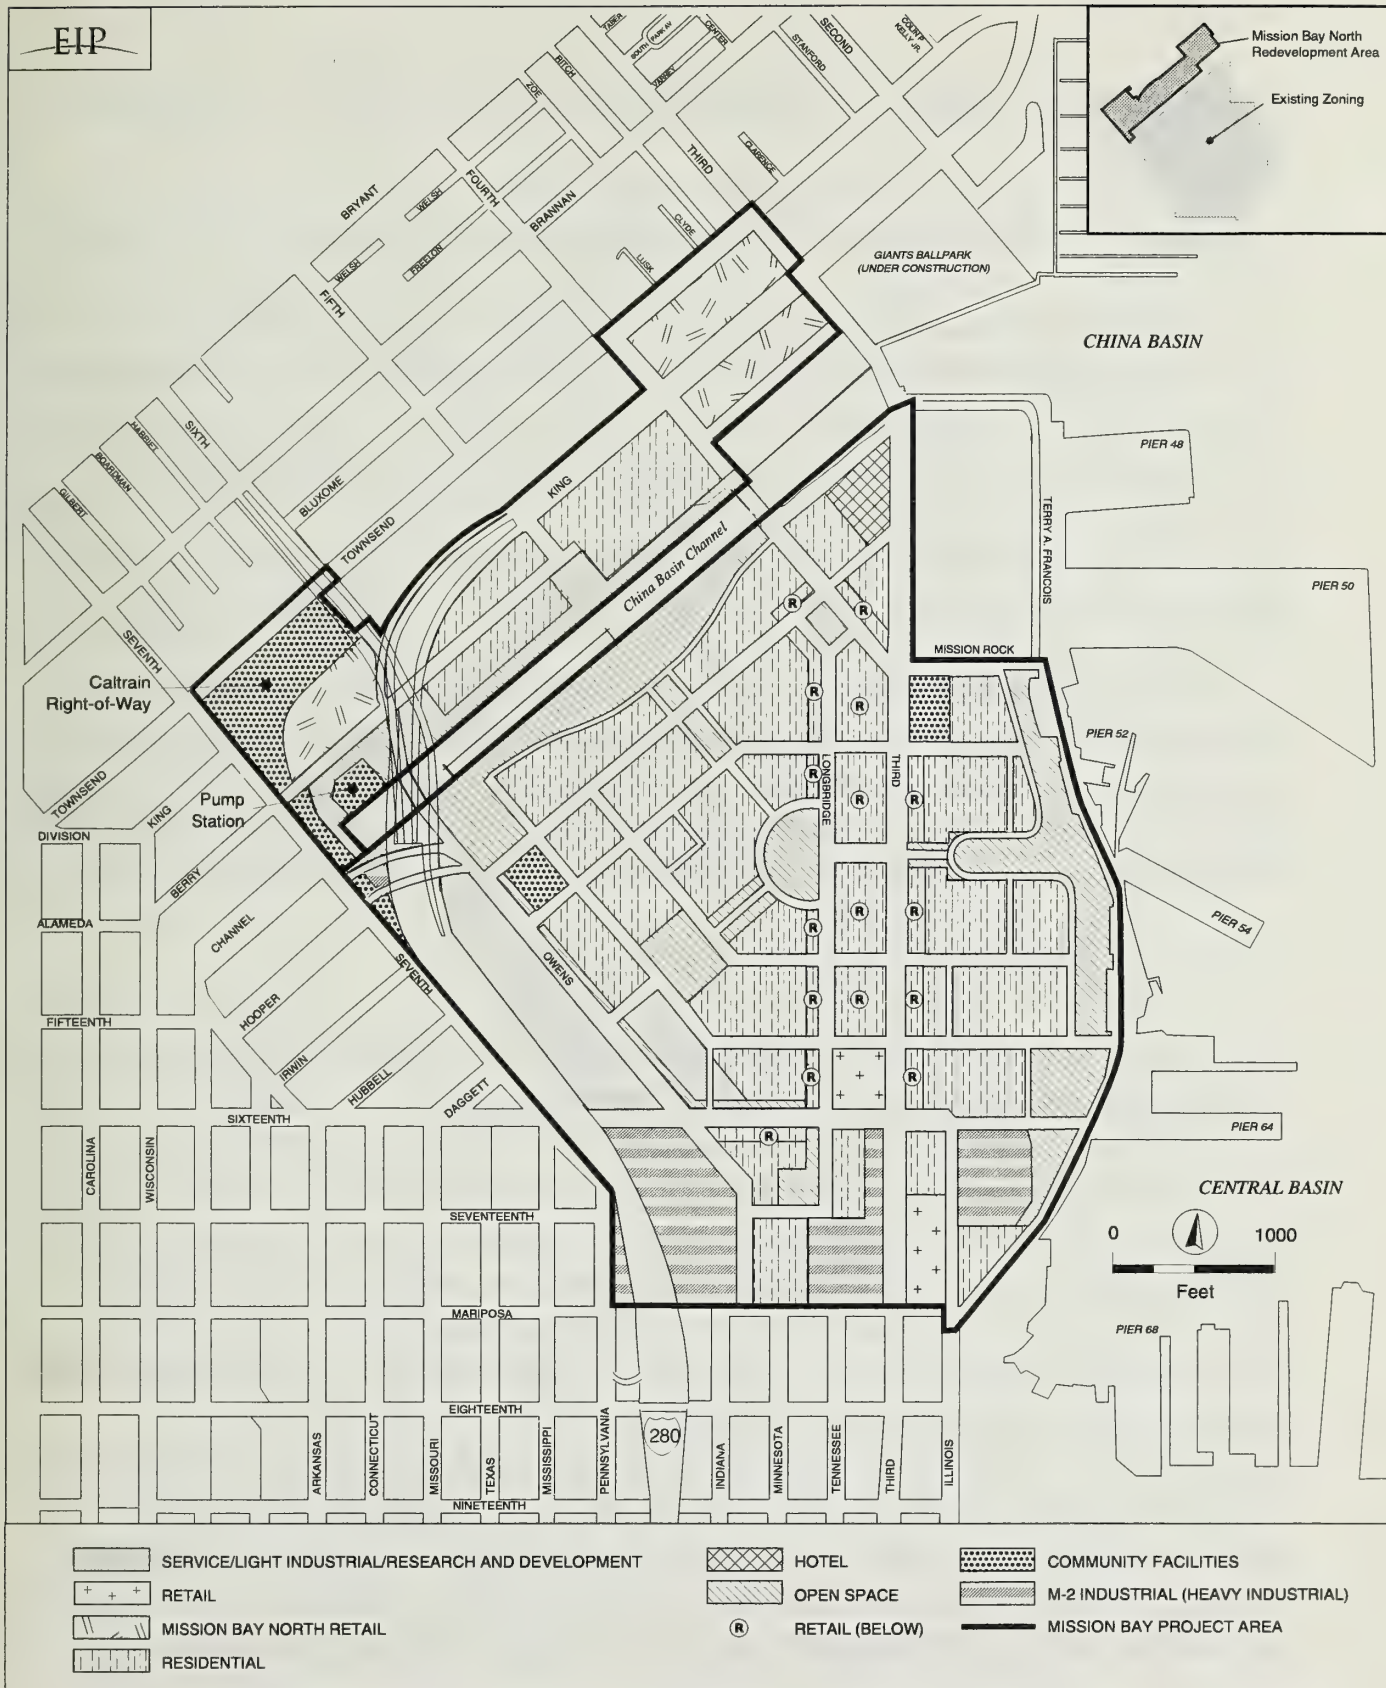 EIP
TABER
SOUTH
PARK AV
CENTER
VARNEY
RITCH
ZOE
SECOND
STANFORD
COLIN P.
KELLY JR.
Mission Bay North
Redevelopment Area
Existing Zoning
THIRD
CLARENCE
BRYANT
WELSH
FOURTH
BRANNAN
FREELON
WELSH
CLYDE
LUSK
FIFTH
GIANTS BALLPARK
(UNDER CONSTRUCTION)
CHINA BASIN
SIXTH
HARRIET
BOARDMAN
GILBERT
BLUXOME
TOWNSEND
KING
China Basin Channel
PIER 48
TERRY A. FRANCOIS
PIER 50
SEVENTH
MISSION ROCK
Caltrain
Right-of-Way
R
R
R
R
PIER 52
TOWNSEND
KING
Pump
Station
DIVISION
LONGBRIDGE
THIRD
R
R
R
BERRY
ALAMEDA
CHANNEL
SEVENTH
OWENS
R
R
R
PIER 54
FIFTEENTH
HOOPER
IRWIN
HUBBELL
DAGGETT
R
R
R
R
R
SIXTEENTH
CAROLINA
WISCONSIN
R
PIER 64
CENTRAL BASIN
SEVENTEENTH
0
1000
Feet
MARIPOSA
PIER 68
EIGHTEENTH
280
ARKANSAS
CONNECTICUT
MISSOURI
TEXAS
MISSISSIPPI
PENNSYLVANIA
INDIANA
MINNESOTA
TENNESSEE
THIRD
ILLINOIS
NINETEENTH
SERVICE/LIGHT INDUSTRIAL/RESEARCH AND DEVELOPMENT
RETAIL
MISSION BAY NORTH RETAIL
RESIDENTIAL
HOTEL
OPEN SPACE
R RETAIL (BELOW)
COMMUNITY FACILITIES
M-2 INDUSTRIAL (HEAVY INDUSTRIAL)
MISSION BAY PROJECT AREA